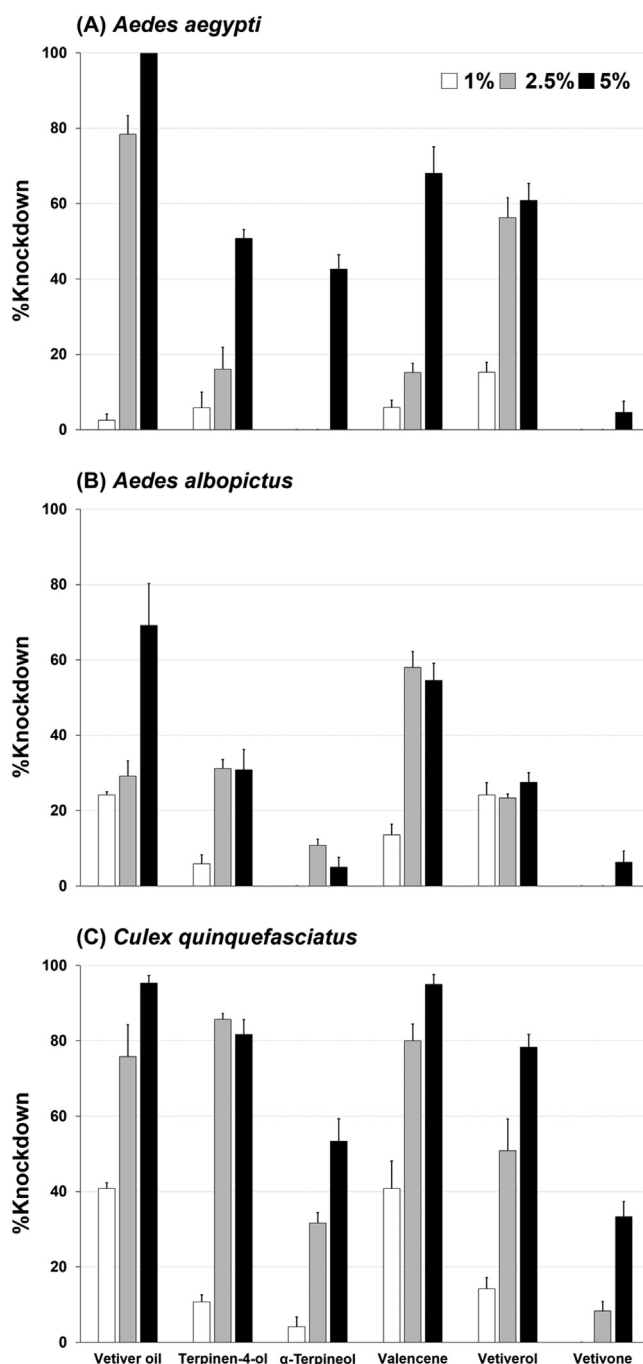 (A) Aedes aegypti
100
80
60
40
20
0
%Knockdown
1% 2.5% 5%
(B) Aedes albopictus
100
80
60
40
20
0
%Knockdown
(C) Culex quinquefasciatus
100
80
60
40
20
0
%Knockdown
Vetiver oil Terpinen-4-ol α-Terpineol Valencene Vetiverol Vetivone